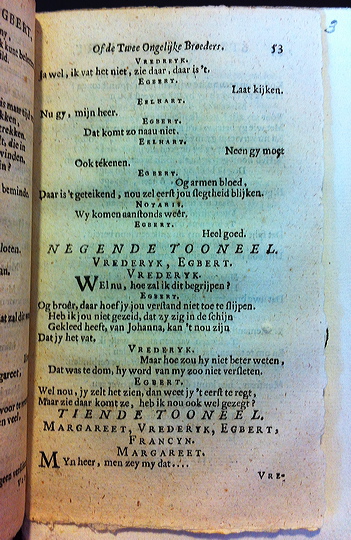 Of de Twee Ongelijke Broeders. 53
VREDRYK.
Ja wel, ik vat het niet, zie daar, daar is 't.
EGBERT.
Laat kijken.
EELHART.
Nu gy, mijn heer.
EGBERT.
Dat komt zo naau niet.
EELHART.
Neen gy moet
Ook tékenen.
EGBERT.
Og armen bloed,
Daar is 't geteikend, nou zel eerst jou slegtheid blijken.
NOTARIS.
Wy komen aanstonds weêr.
EGBERT.
Heel goed.
NEGENDE TOONEEL.
VREDERYK, EGBERT.
VREDERYK.
WEl nu, hoe zal ik dit begrijpen?
EGBERT.
Og broêr, daar hoef jy jou verstand niet toe te slijpen.
Heb ik jou niet gezeid, dat zy zig in de schijn
Gekleed heeft, van Johanna, kan 't nou zijn
Dat jy het vat,
VREDERYK.
Maar hoe zou hy niet beter weten,
Dat was te dom, hy word van my zoo niet versleten.
EGBERT.
Wel nou, jy zelt het zien, dan weet jy 't eerst te regt,
Maar zie daar komt ze, heb ik nou ook wel gezegt?
TIENDE TOONEEL.
MARGAREET, VREDERYK, EGBERT,
FRANCYN.
MARGAREET.
MYn heer, men zey my dat....
VRE-
GBERT,